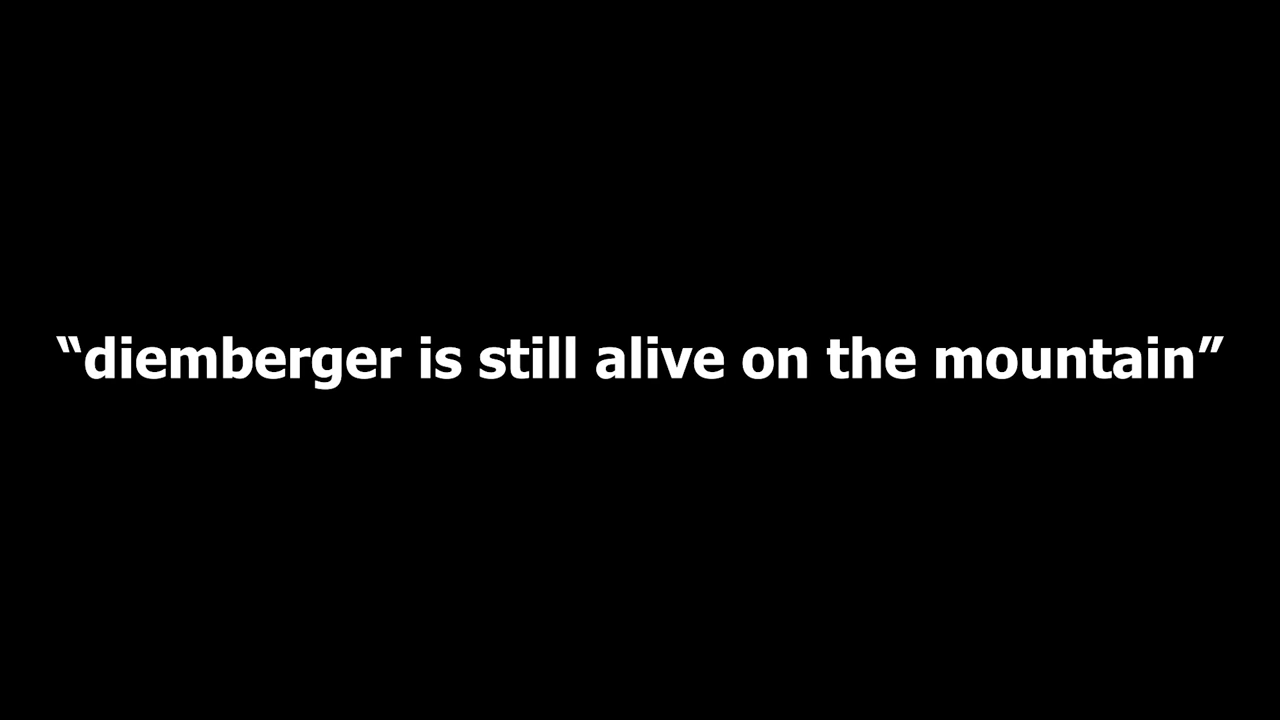 “diemberger is still alive on the mountain”